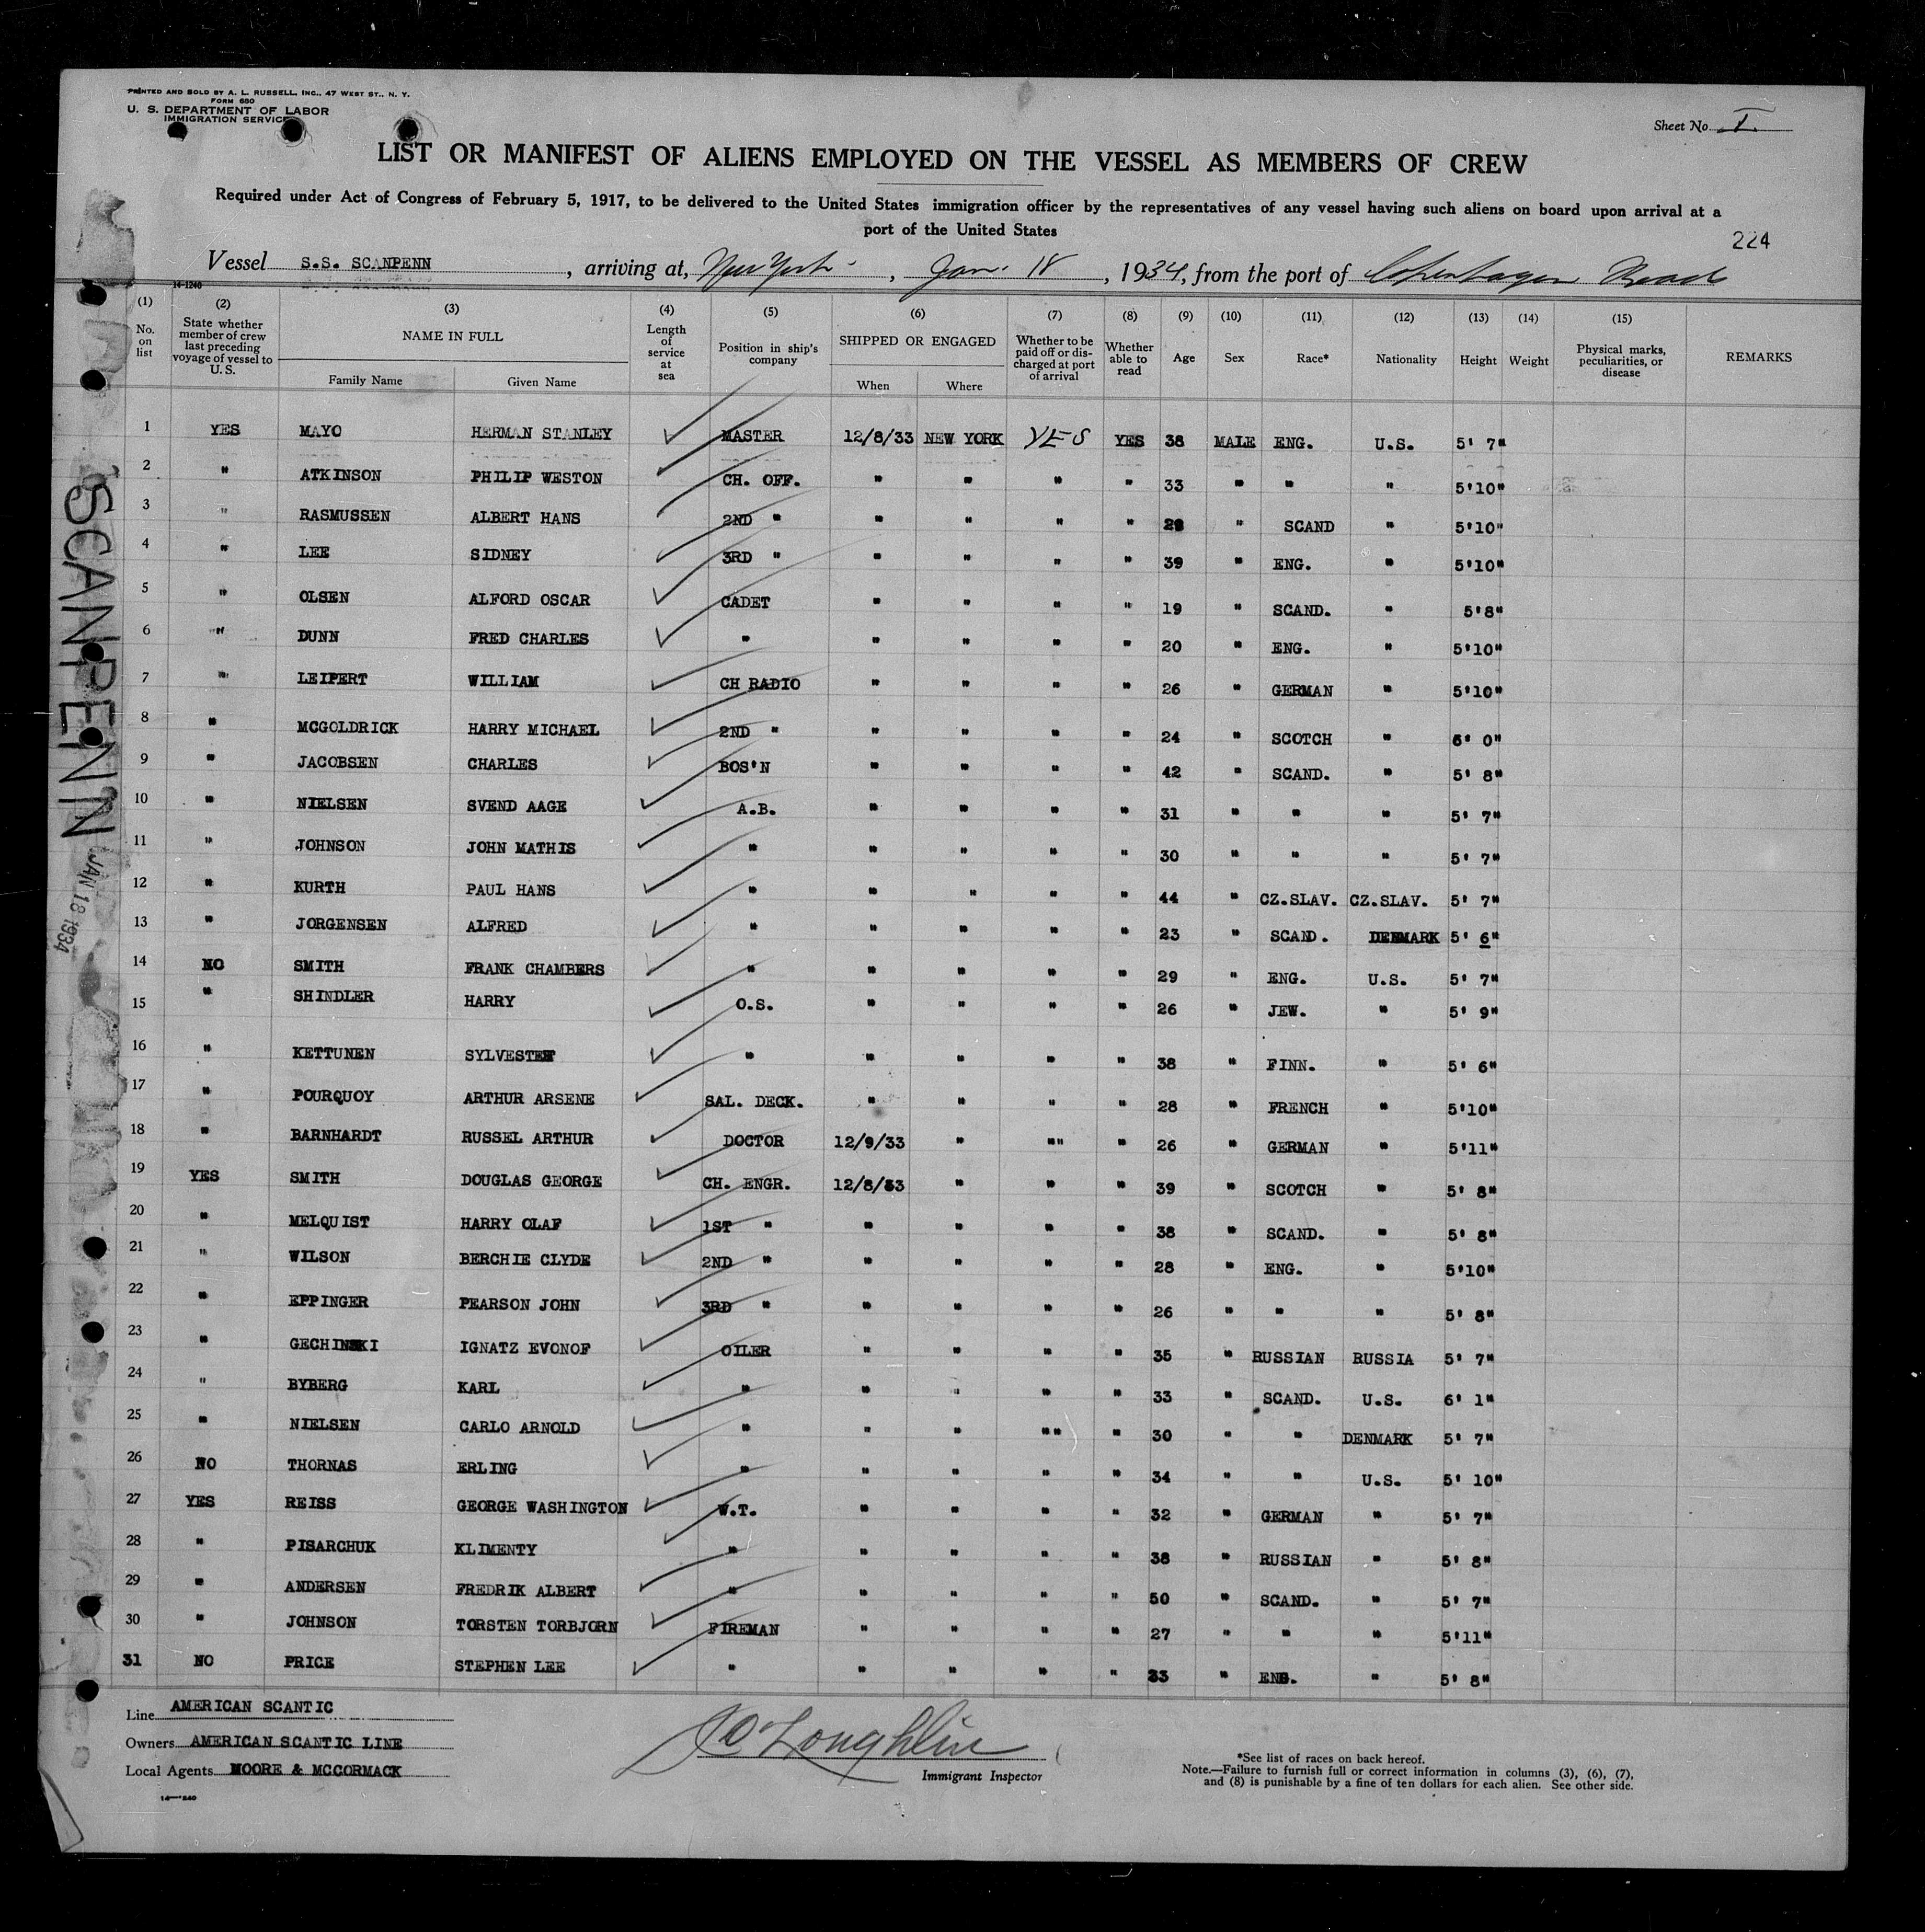 PRINTED AND SOLD BY A. L. RUSSELL, INC., 47 WEST ST., N. Y.
FORM 680
U. S. DEPARTMENT OF LABOR
IMMIGRATION SERVICE
Sheet No. I.
LIST OR MANIFEST OF ALIENS EMPLOYED ON THE VESSEL AS MEMBERS OF CREW
Required under Act of Congress of February 5, 1917, to be delivered to the United States immigration officer by the representatives of any vessel having such aliens on board upon arrival at a
port of the United States
224
Vessel S.S. SCANPENN, arriving at, New York, Jan. 18, 1934, from the port of Copenhagen
14-1240
(1) (2) (3) (4) (5) (6) (7) (8) (9) (10) (11) (12) (13) (14) (15)
No. on list | State whether member of crew last preceding voyage of vessel to U.S. | NAME IN FULL | Length of service at sea | Position in ship's company | SHIPPED OR ENGAGED | Whether to be paid off or discharged at port of arrival | Whether able to read | Age | Sex | Race* | Nationality | Height | Weight | Physical marks, peculiarities, or disease | REMARKS
Family Name | Given Name | When | Where
1 YES MAYO HERMAN STANLEY MASTER 12/8/33 NEW YORK YES YES 38 MALE ENG. U.S. 5' 7"
2 " ATKINSON PHILIP WESTON CH. OFF. " " " " 33 " " " 5'10"
3 " RASMUSSEN ALBERT HANS 2ND " " " " " 29 " SCAND " 5'10"
4 " LEE SIDNEY 3RD " " " " " 39 " ENG. " 5'10"
5 " OLSEN ALFORD OSCAR CADET " " " " 19 " SCAND. " 5'8"
6 " DUNN FRED CHARLES " " " " " 20 " ENG. " 5'10"
7 " LEIPERT WILLIAM CH RADIO " " " " 26 " GERMAN " 5'10"
8 " MCGOLDRICK HARRY MICHAEL 2ND " " " " " 24 " SCOTCH " 6' 0"
9 " JACOBSEN CHARLES BOS'N " " " " 42 " SCAND. " 5' 8"
10 " NIELSEN SVEND AAGE A.B. " " " " 31 " " " 5' 7"
11 " JOHNSON JOHN MATHIS " " " " " 30 " " " 5' 7"
12 " KURTH PAUL HANS " " " " " 44 " CZ.SLAV. CZ.SLAV. 5' 7"
13 " JORGENSEN ALFRED " " " " " 23 " SCAND. DENMARK 5' 6"
14 NO SMITH FRANK CHAMBERS " " " " " 29 " ENG. U.S. 5' 7"
15 " SHINDLER HARRY O.S. " " " " 26 " JEW. " 5' 9"
16 " KETTUNEN SYLVESTER " " " " " 38 " FINN. " 5' 6"
17 " POURQUOY ARTHUR ARSENE SAL. DECK. " " " " 28 " FRENCH " 5'10"
18 " BARNHARDT RUSSEL ARTHUR DOCTOR 12/9/33 " "" " 26 " GERMAN " 5'11"
19 YES SMITH DOUGLAS GEORGE CH. ENGR. 12/8/33 " " " 39 " SCOTCH " 5' 8"
20 " MELQUIST HARRY OLAF 1ST " " " " " 38 " SCAND. " 5' 8"
21 " WILSON BERCHIE CLYDE 2ND " " " " " 28 " ENG. " 5'10"
22 " EPPINGER PEARSON JOHN 3RD " " " " " 26 " " " 5' 8"
23 " GECHINSKI IGNATZ EVONOF OILER " " " " 35 " RUSSIAN RUSSIA 5' 7"
24 " BYBERG KARL " " " " " 33 " SCAND. U.S. 6' 1"
25 " NIELSEN CARLO ARNOLD " " " "" " 30 " " DENMARK 5' 7"
26 NO THORNAS ERLING " " " " " 34 " " U.S. 5' 10"
27 YES REISS GEORGE WASHINGTON W.T. " " " " 32 " GERMAN " 5' 7"
28 " PISARCHUK KLIMENTY " " " " " 38 " RUSSIAN " 5' 8"
29 " ANDERSEN FREDRIK ALBERT " " " " " 50 " SCAND. " 5' 7"
30 " JOHNSON TORSTEN TORBJORN FIREMAN " " " " 27 " " " 5'11"
31 NO PRICE STEPHEN LEE " " " " " 33 " ENG. " 5' 8"
Line AMERICAN SCANTIC
Owners AMERICAN SCANTIC LINE
Local Agents MOORE & MCCORMACK
14—1240
O'Loughlin
Immigrant Inspector
*See list of races on back hereof.
Note.—Failure to furnish full or correct information in columns (3), (6), (7),
and (8) is punishable by a fine of ten dollars for each alien. See other side.
SCANPENN
JAN 18 1934